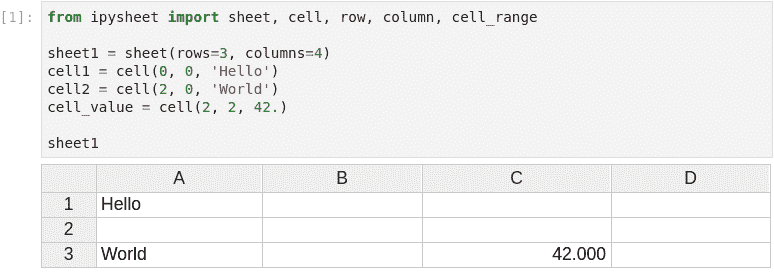 [1]: from ipysheet import sheet, cell, row, column, cell_range
sheet1 = sheet(rows=3, columns=4)
cell1 = cell(0, 0, 'Hello')
cell2 = cell(2, 0, 'World')
cell_value = cell(2, 2, 42.)
sheet1
A B C D
1 Hello
2
3 World 42.000